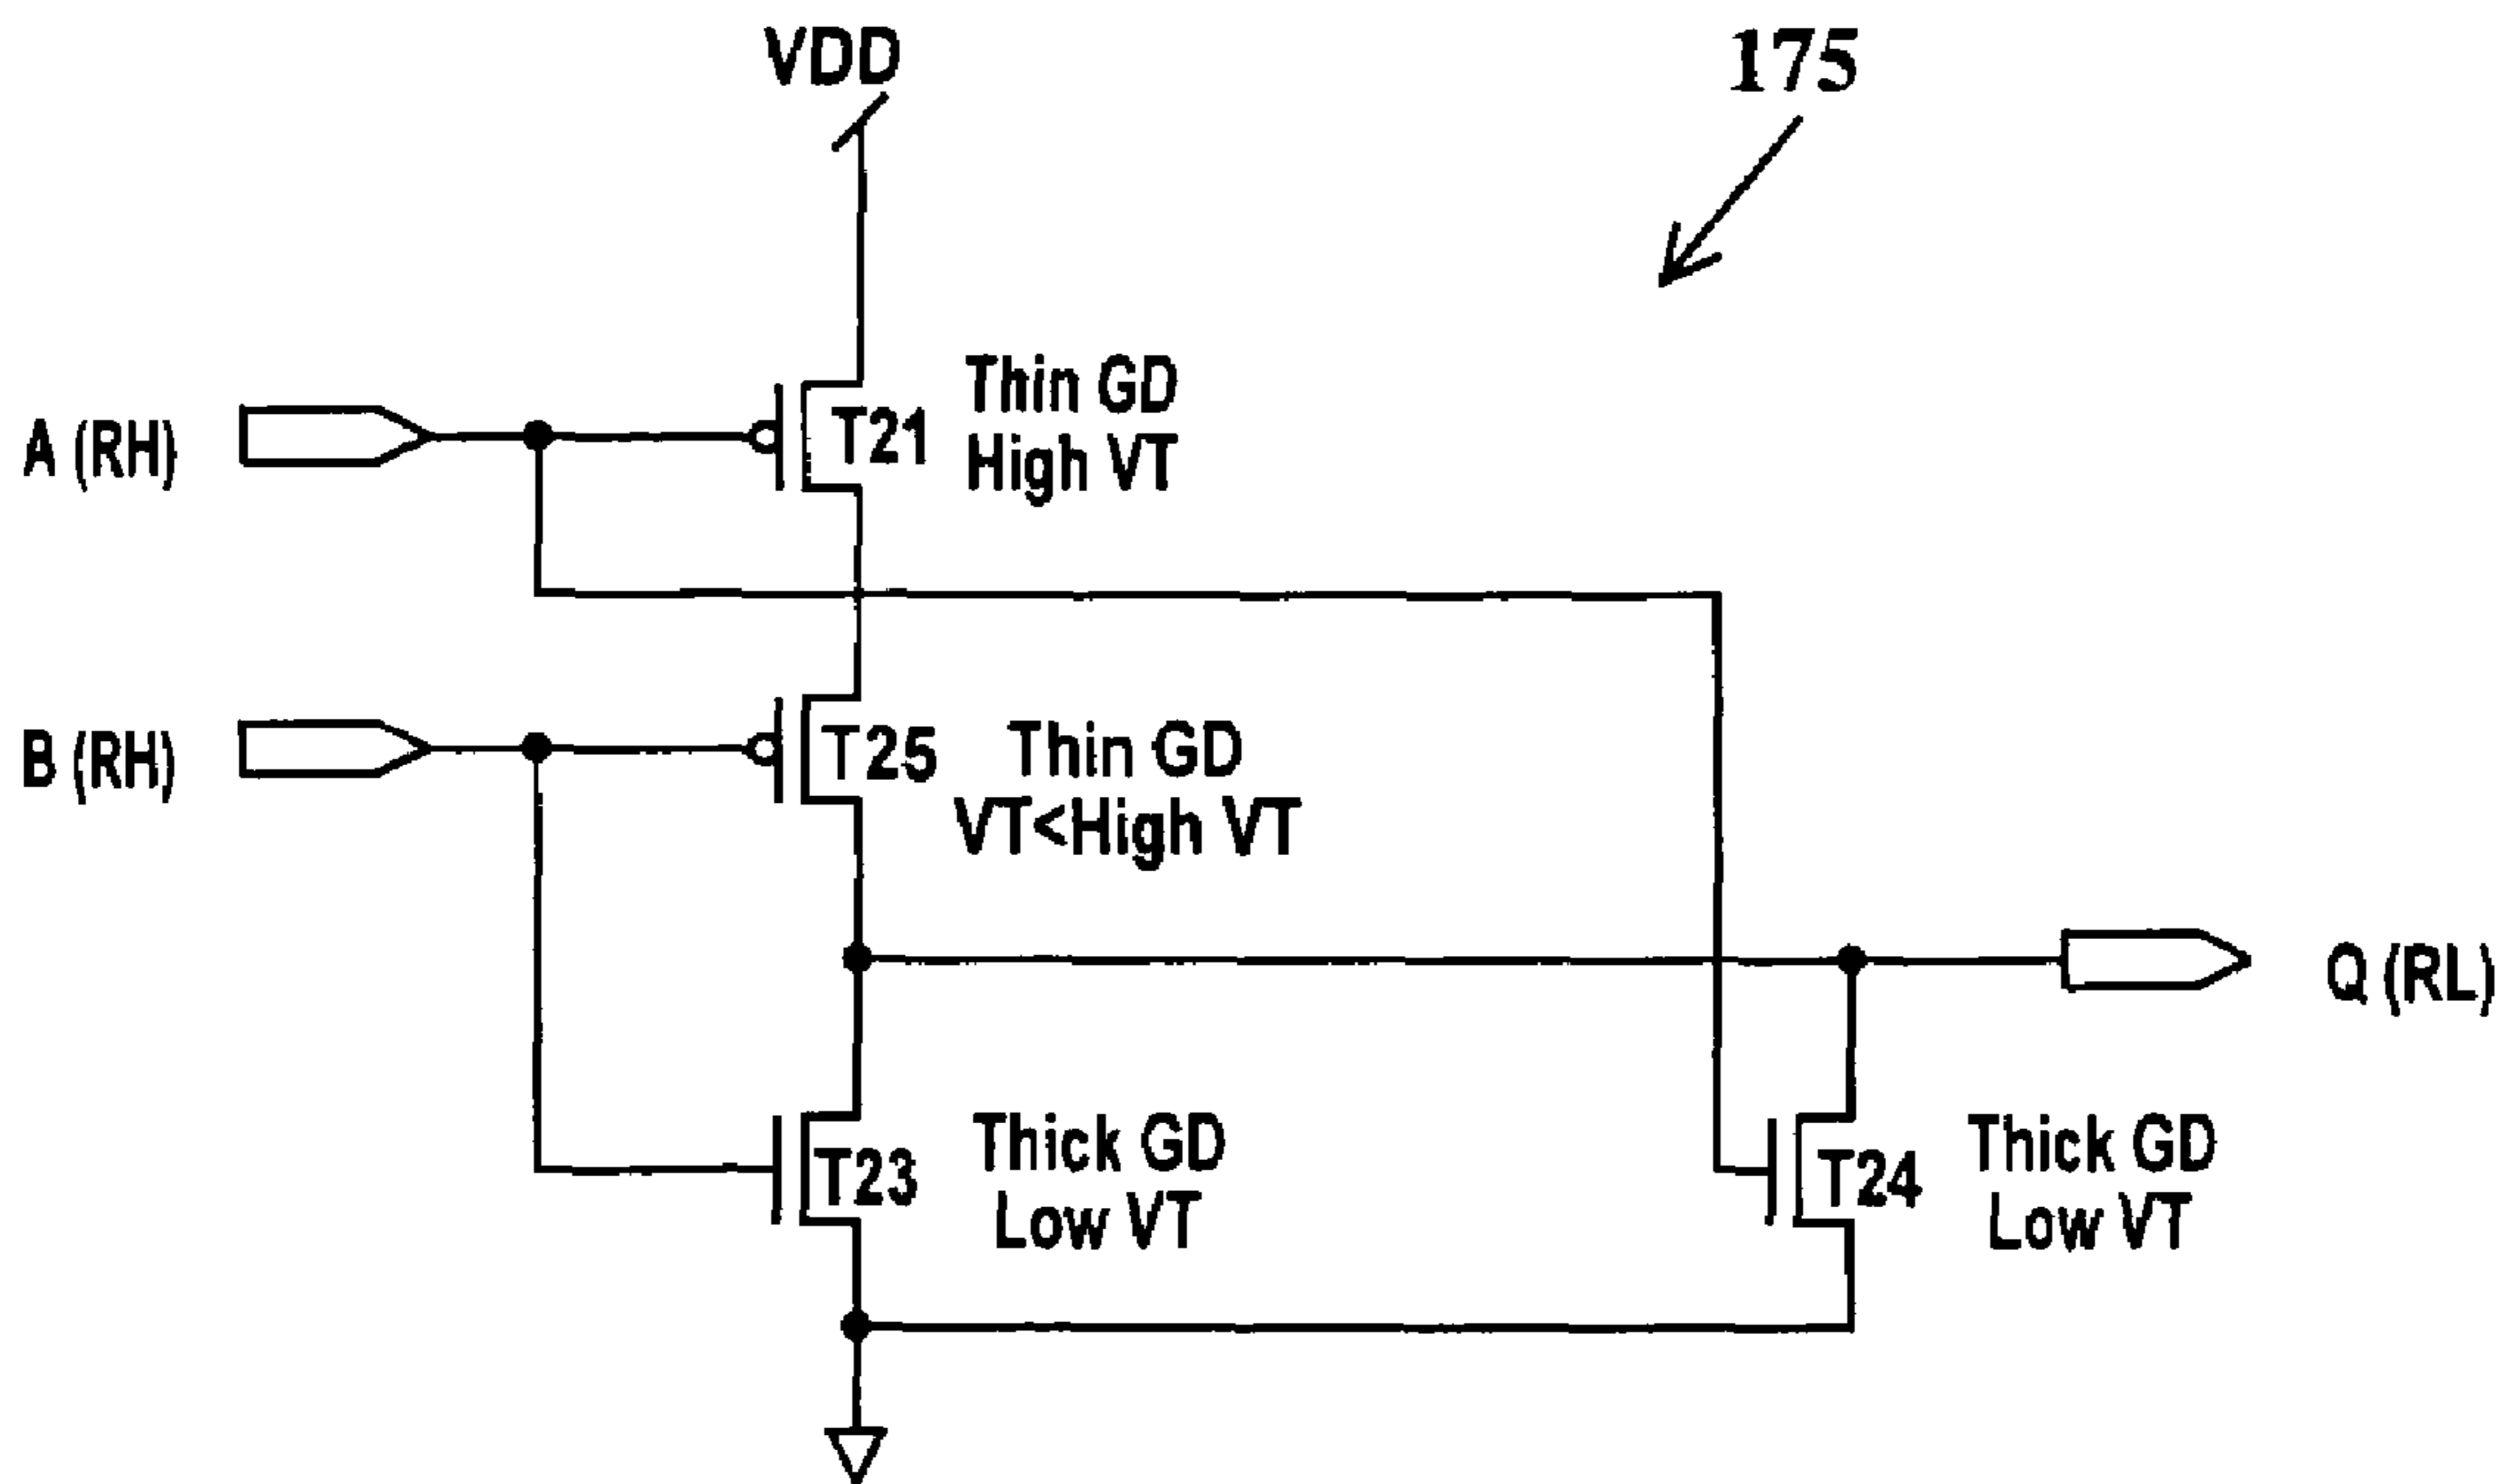 VDD
175
Thin GD
A (RH)
T21
High VT
B (RH)
T25
Thin GD
VT<High VT
Q (RL)
Thick GD
T23
Low VT
Thick GD
T24
Low VT